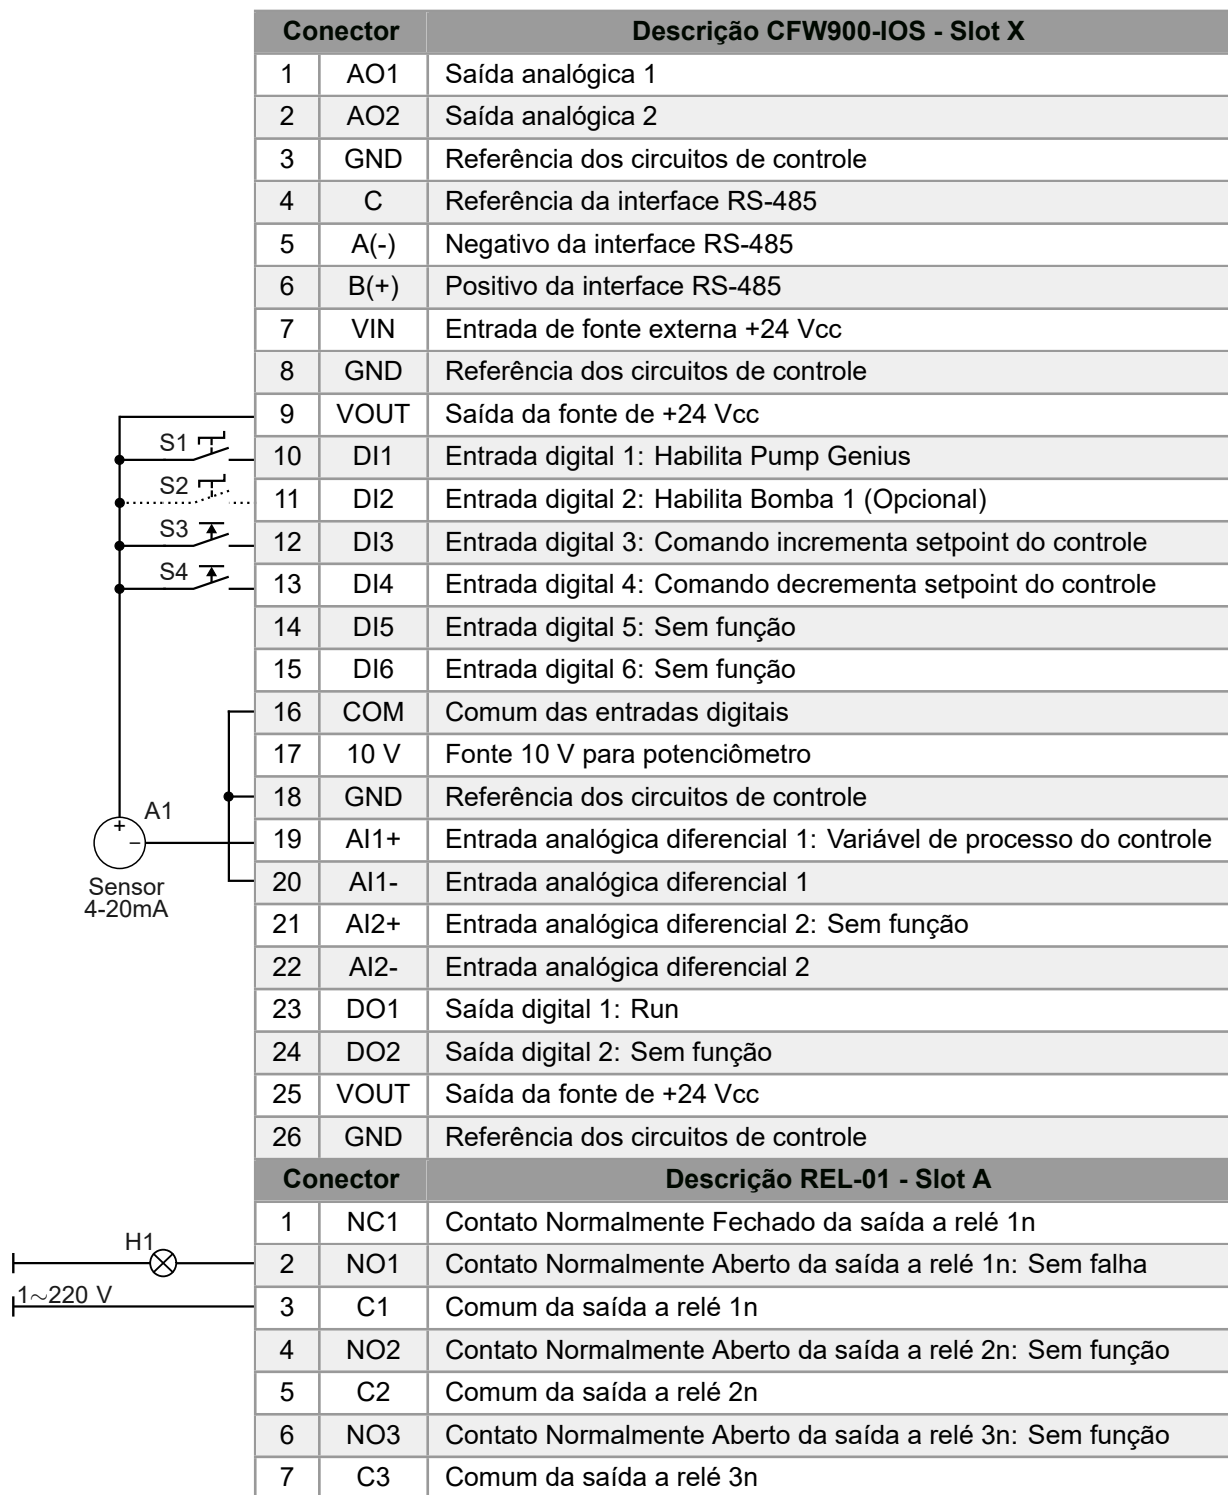 Conector Descrição CFW900-IOS - Slot X
1 AO1 Saída analógica 1
2 AO2 Saída analógica 2
3 GND Referência dos circuitos de controle
4 C Referência da interface RS-485
5 A(-) Negativo da interface RS-485
6 B(+) Positivo da interface RS-485
7 VIN Entrada de fonte externa +24 Vcc
8 GND Referência dos circuitos de controle
9 VOUT Saída da fonte de +24 Vcc
S1 10 DI1 Entrada digital 1: Habilita Pump Genius
S2 11 DI2 Entrada digital 2: Habilita Bomba 1 (Opcional)
S3 12 DI3 Entrada digital 3: Comando incrementa setpoint do controle
S4 13 DI4 Entrada digital 4: Comando decrementa setpoint do controle
14 DI5 Entrada digital 5: Sem função
15 DI6 Entrada digital 6: Sem função
16 COM Comum das entradas digitais
17 10 V Fonte 10 V para potenciômetro
18 GND Referência dos circuitos de controle
A1
+ −
19 AI1+ Entrada analógica diferencial 1: Variável de processo do controle
Sensor
4-20mA
20 AI1- Entrada analógica diferencial 1
21 AI2+ Entrada analógica diferencial 2: Sem função
22 AI2- Entrada analógica diferencial 2
23 DO1 Saída digital 1: Run
24 DO2 Saída digital 2: Sem função
25 VOUT Saída da fonte de +24 Vcc
26 GND Referência dos circuitos de controle
Conector Descrição REL-01 - Slot A
1 NC1 Contato Normalmente Fechado da saída a relé 1n
H1 2 NO1 Contato Normalmente Aberto da saída a relé 1n: Sem falha
1~220 V 3 C1 Comum da saída a relé 1n
4 NO2 Contato Normalmente Aberto da saída a relé 2n: Sem função
5 C2 Comum da saída a relé 2n
6 NO3 Contato Normalmente Aberto da saída a relé 3n: Sem função
7 C3 Comum da saída a relé 3n